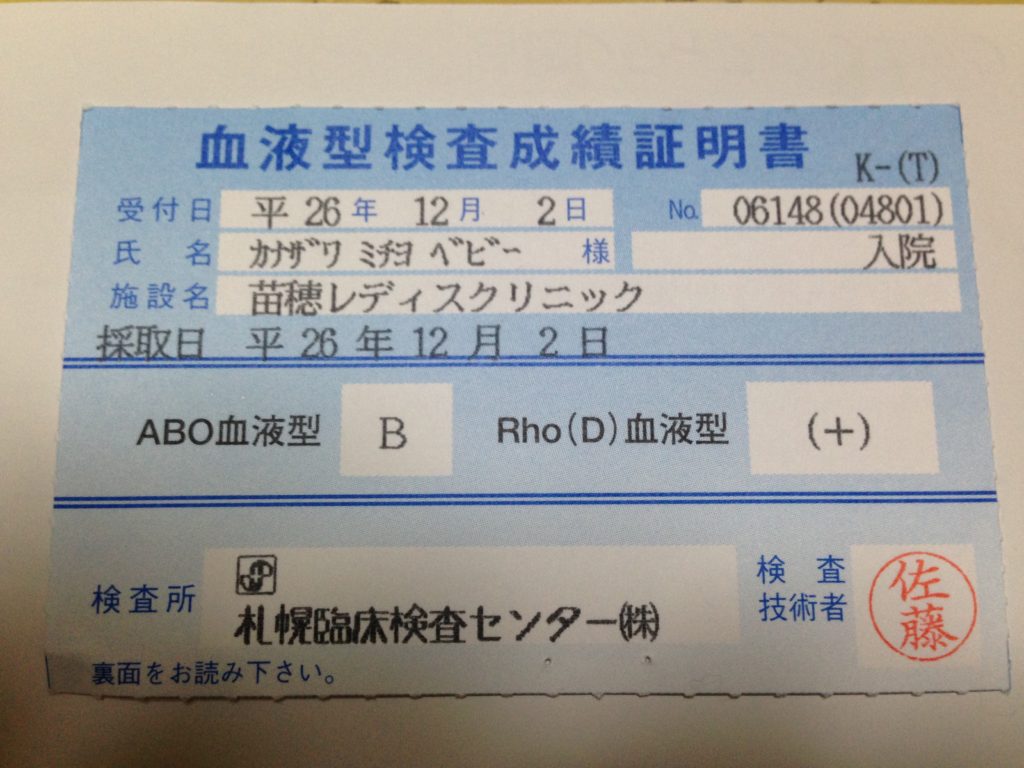 血液型検査成績証明書
K-(T)
受付日 平 26 年 12 月 2 日 No. 06148(04801)
氏名 カナザワ ミチヨ ベビー 様 入院
施設名 苗穂レディスクリニック
採取日 平 26 年 12 月 2 日
ABO血液型 B Rho(D)血液型 (+)
検査所 札幌臨床検査センター㈱
検査技術者 佐藤
裏面をお読み下さい。